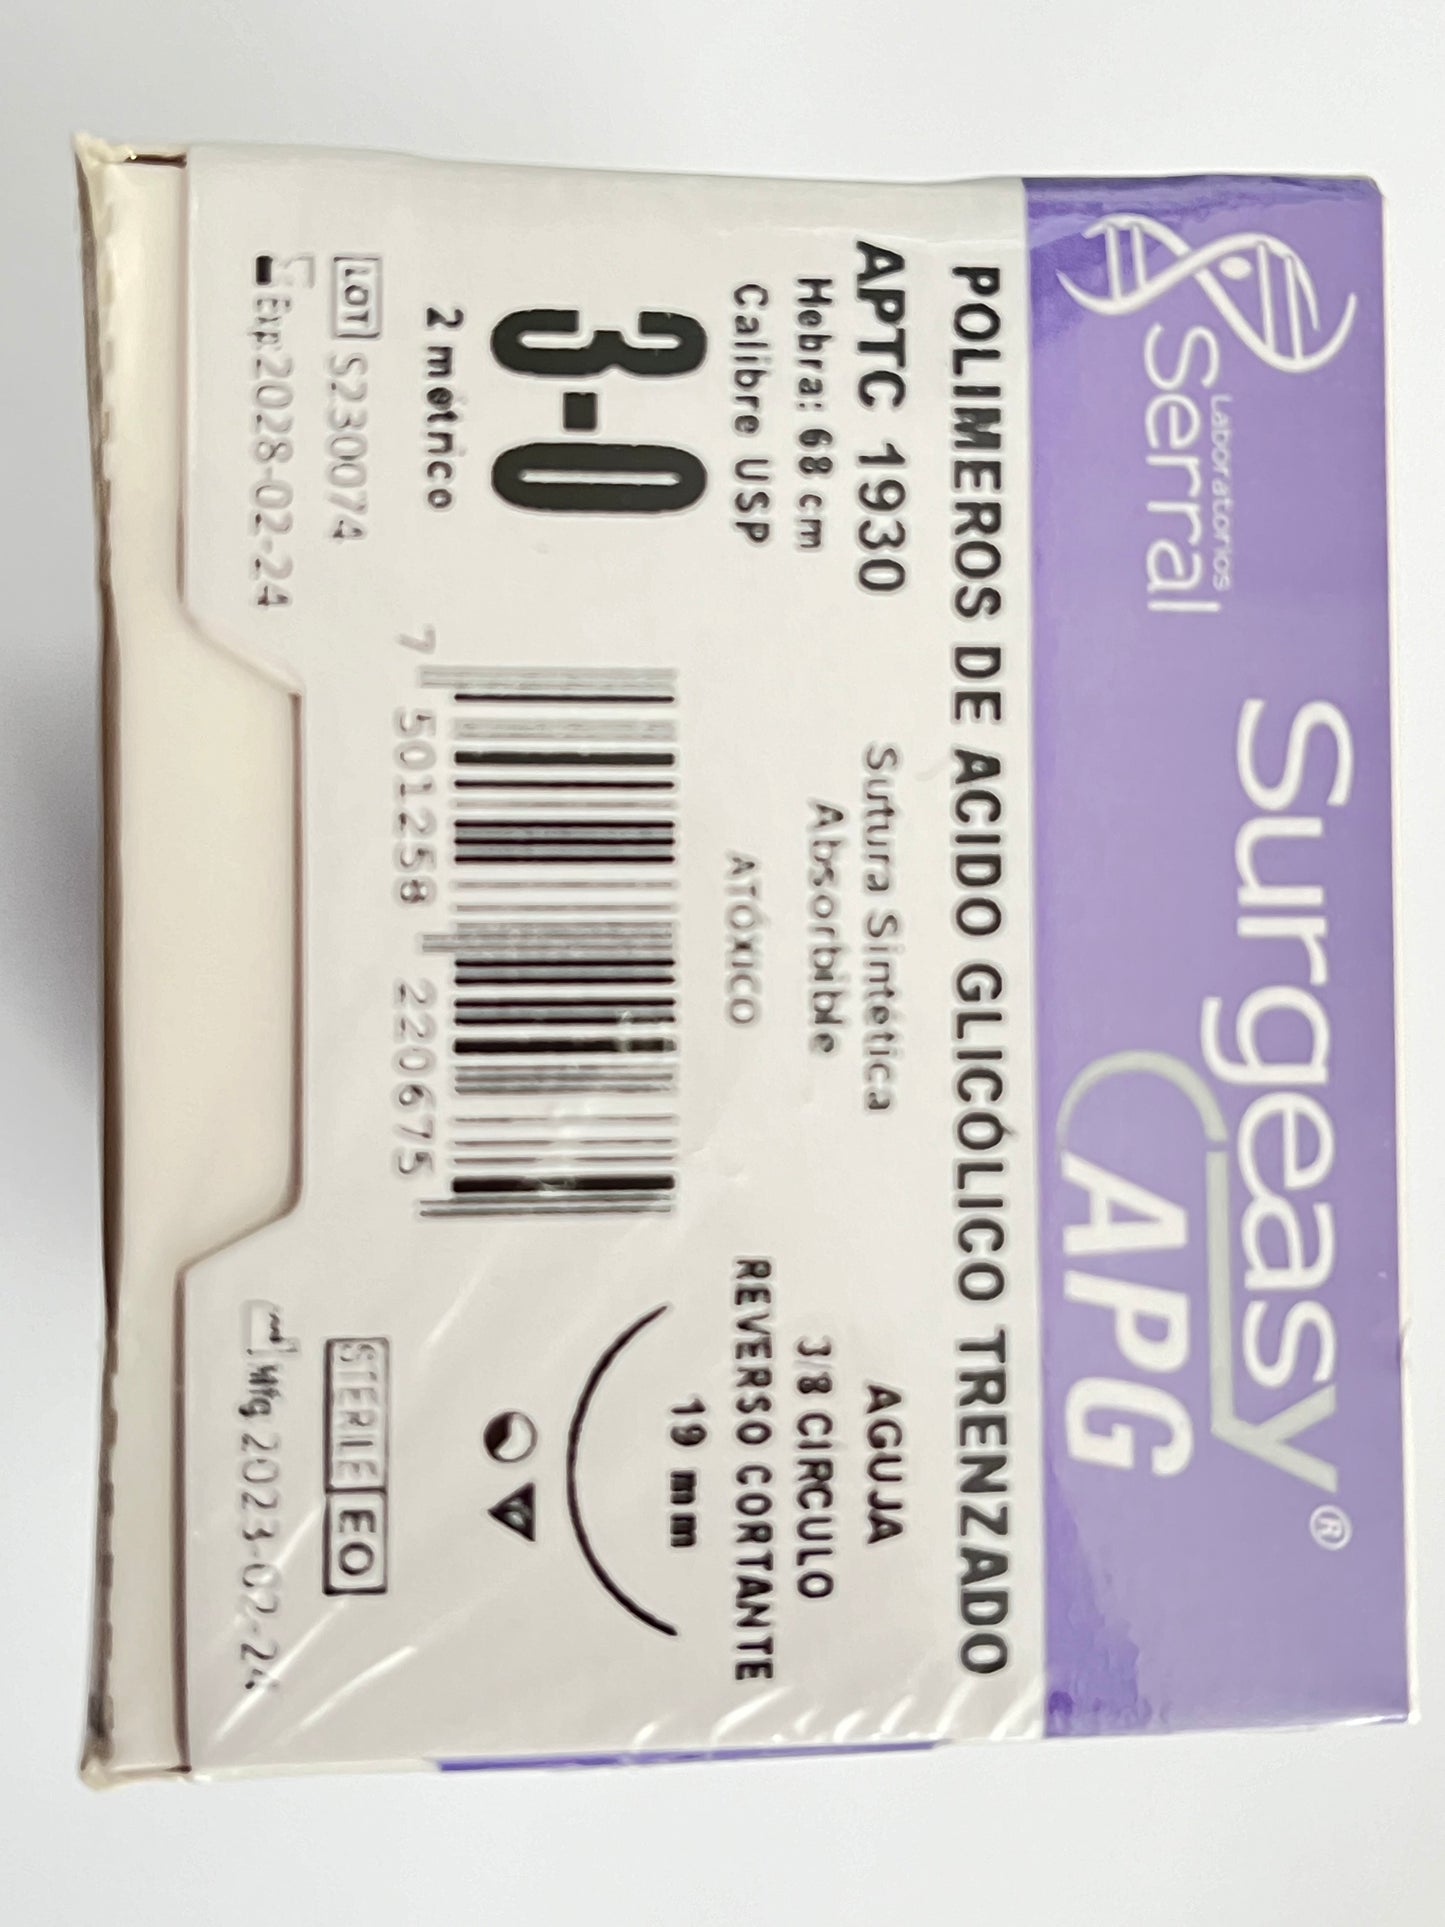 Laboratorios
Serral
Surgeasy®
APG
POLIMEROS DE ACIDO GLICÓLICO TRENZADO
APTC 1930
Hebra: 68 cm
Calibre USP
3-0
2 métrico
LOT S230074
Exp 2028-02-24
Sutura Sintética
Absorbible
ATÓXICO
7 501258 220675
AGUJA
3/8 CÍRCULO
REVERSO CORTANTE
19 mm
STERILE EO
Mfg 2023-02-24